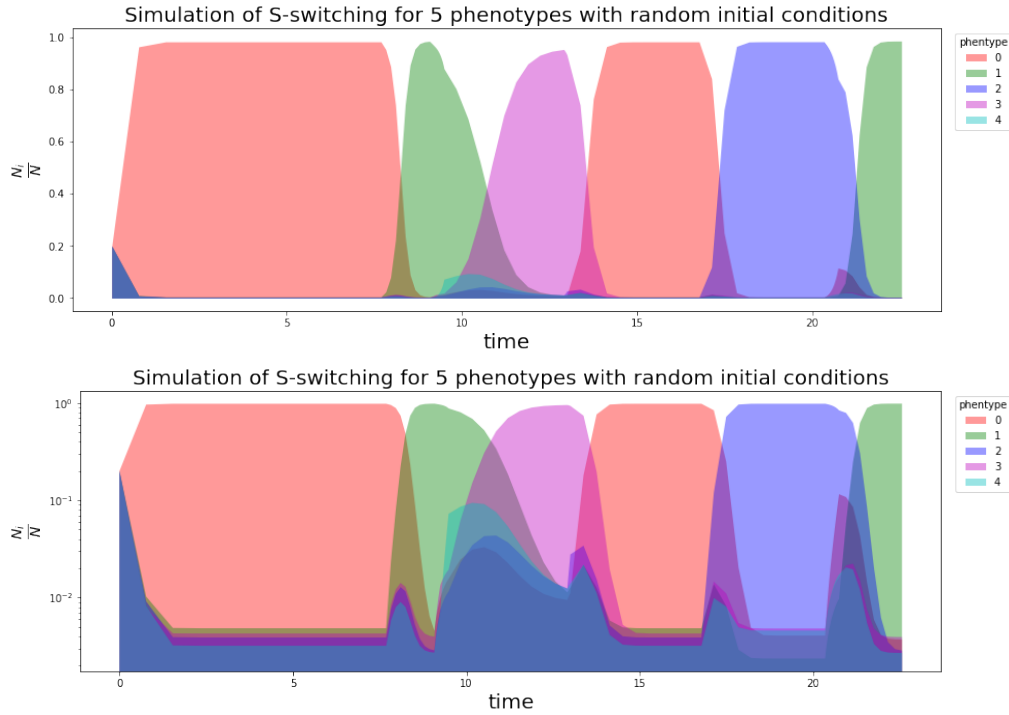 Simulation of S-switching for 5 phenotypes with random initial conditions
1.0
0.8
0.6
0.4
0.2
0.0
N_i
N
0
5
10
15
20
time
phentype
0
1
2
3
4
Simulation of S-switching for 5 phenotypes with random initial conditions
10⁰
10⁻¹
10⁻²
N_i
N
0
5
10
15
20
time
phentype
0
1
2
3
4